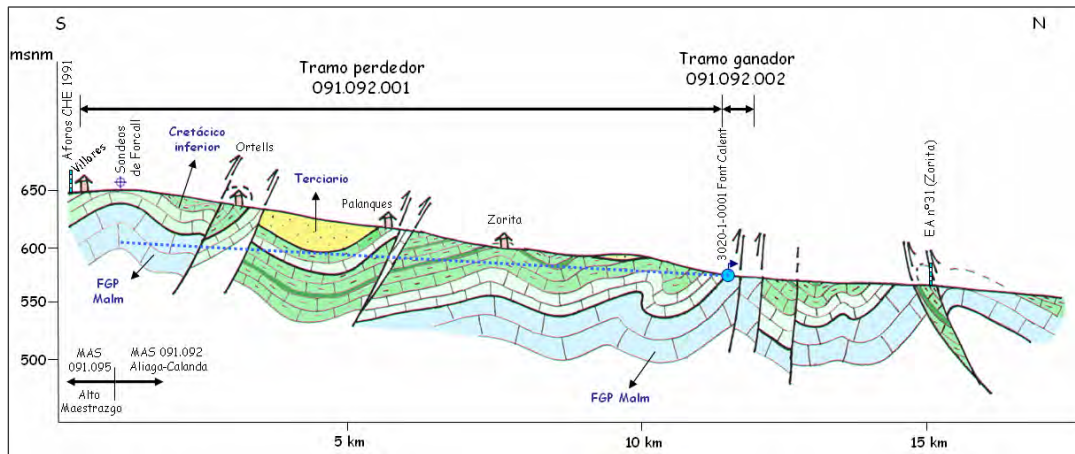 S
N
msnm
Tramo perdedor
091.092.001
Tramo ganador
091.092.002
Aforos CHE 1991
Villores
Sondeos
de Forcall
Cretácico
inferior
Ortells
Terciario
Palanques
Zorita
3020-1-0001 Font Calent
EA nº31 (Zorita)
650
600
550
500
FGP
Malm
FGP Malm
MAS
091.095
MAS 091.092
Aliaga-Calanda
Alto
Maestrazgo
5 km
10 km
15 km